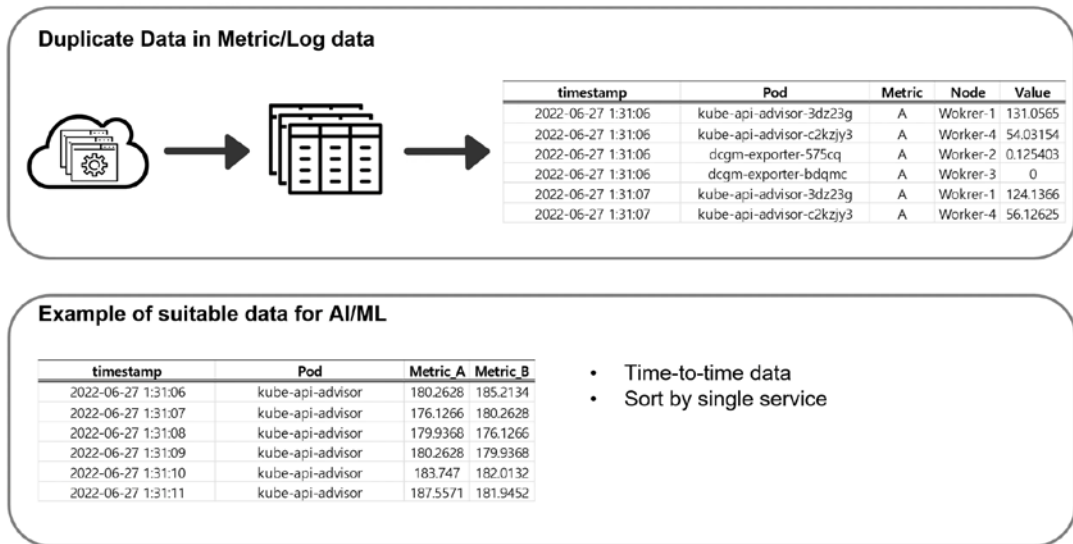 Duplicate Data in Metric/Log data
timestamp Pod Metric Node Value
2022-06-27 1:31:06 kube-api-advisor-3dz23g A Wokrer-1 131.0565
2022-06-27 1:31:06 kube-api-advisor-c2kzjy3 A Worker-4 54.03154
2022-06-27 1:31:06 dcgm-exporter-575cq A Worker-2 0.125403
2022-06-27 1:31:06 dcgm-exporter-bdqmc A Wokrer-3 0
2022-06-27 1:31:07 kube-api-advisor-3dz23g A Wokrer-1 124.1366
2022-06-27 1:31:07 kube-api-advisor-c2kzjy3 A Worker-4 56.12625
Example of suitable data for AI/ML
timestamp Pod Metric_A Metric_B
2022-06-27 1:31:06 kube-api-advisor 180.2628 185.2134
2022-06-27 1:31:07 kube-api-advisor 176.1266 180.2628
2022-06-27 1:31:08 kube-api-advisor 179.9368 176.1266
2022-06-27 1:31:09 kube-api-advisor 180.2628 179.9368
2022-06-27 1:31:10 kube-api-advisor 183.747 182.0132
2022-06-27 1:31:11 kube-api-advisor 187.5571 181.9452
• Time-to-time data
• Sort by single service